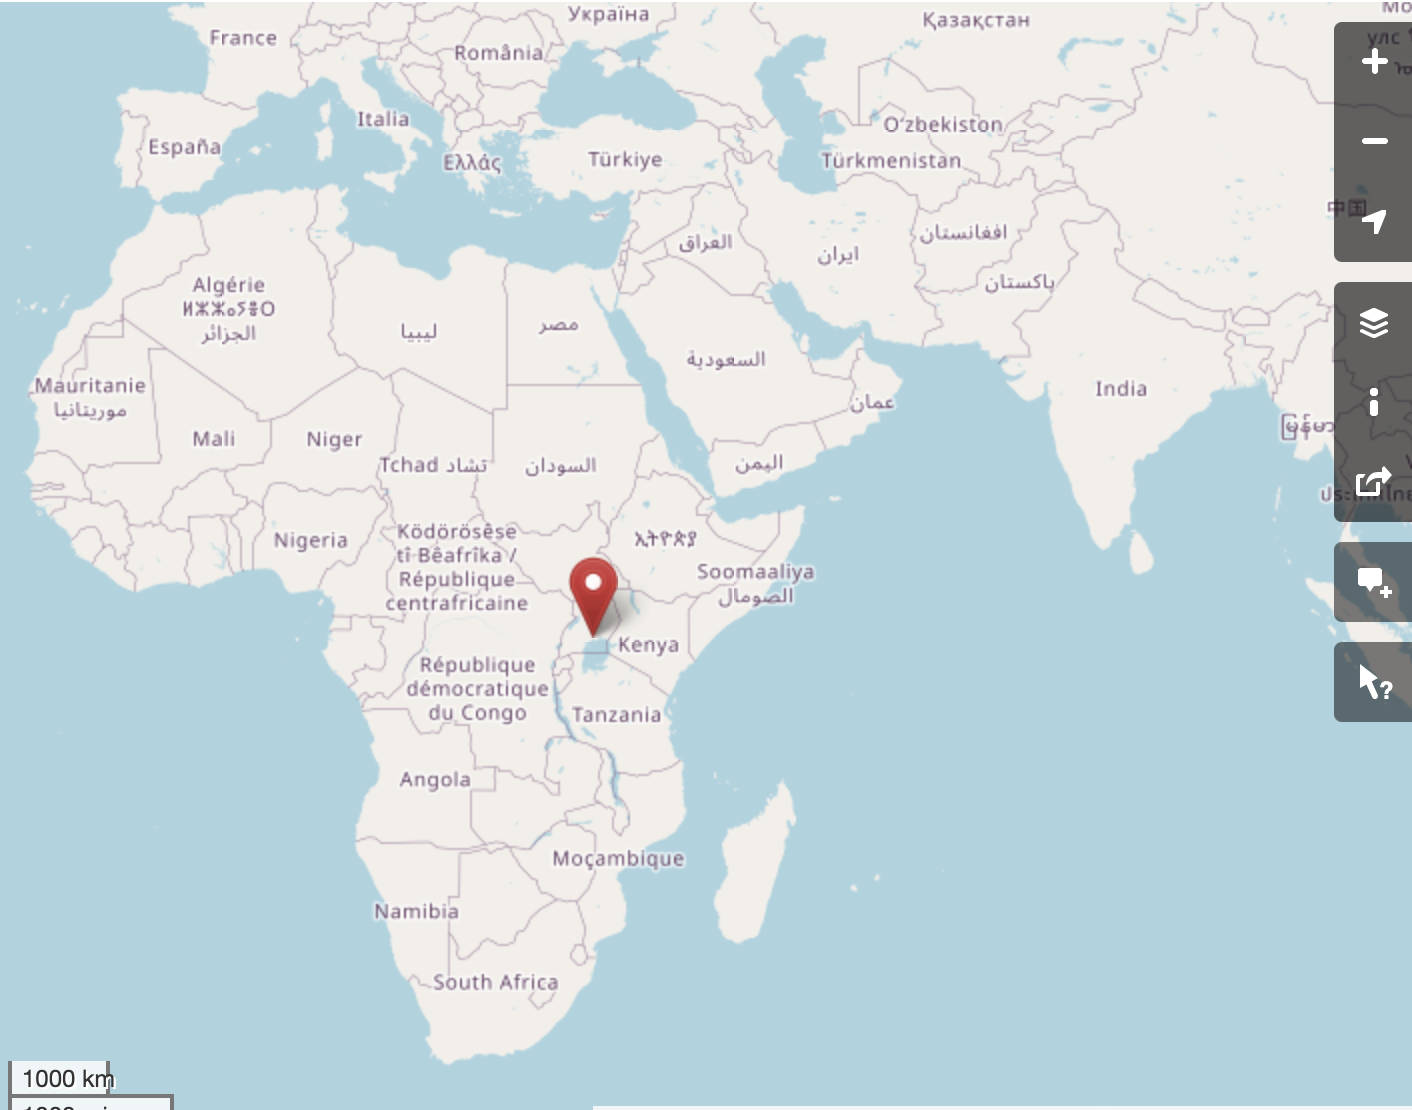 Україна
Қазақстан
France
România
Italia
España
Ελλάς
Türkiye
Oʻzbekiston
Türkmenistan
افغانستان
العراق
ایران
پاکستان
中国
Algérie
ⵍⵣⵣⴰⵢⴻⵔ
الجزائر
ليبيا
مصر
السعودية
عمان
India
Mauritanie
موريتانيا
Mali
Niger
Tchad تشاد
السودان
اليمن
Nigeria
Ködörösêse
tî Bêafrîka /
République
centrafricaine
ኢትዮጵያ
Soomaaliya
الصومال
Kenya
République
démocratique
du Congo
Tanzania
Angola
Moçambique
Namibia
South Africa
1000 km